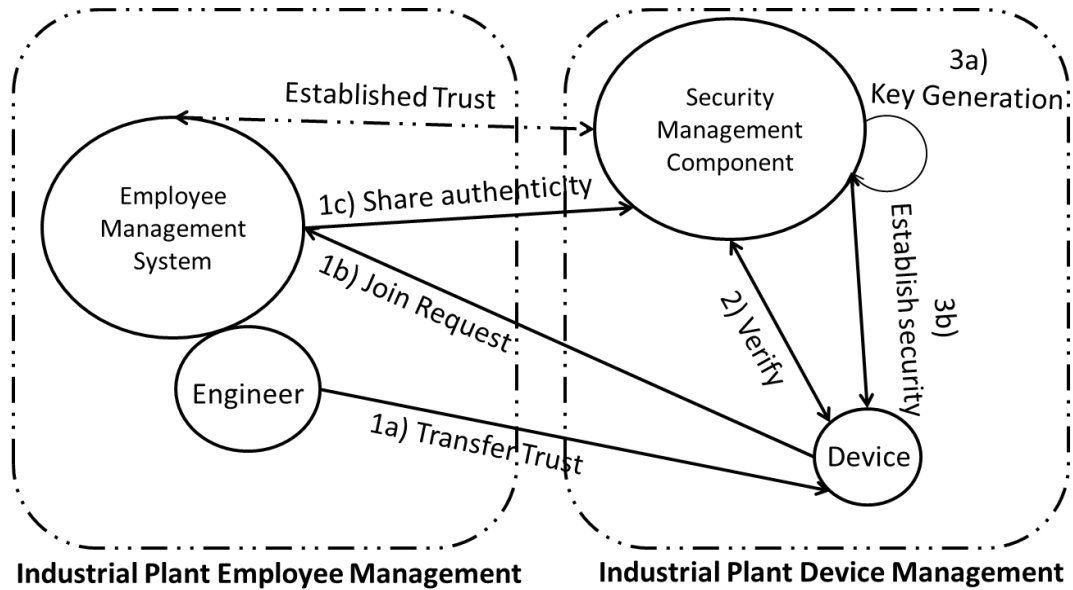 Established Trust
Employee
Management
System
Engineer
1c) Share authenticity
1b) Join Request
1a) Transfer Trust
Security
Management
Component
3a)
Key Generation
2) Verify
3b)
Establish security
Device
Industrial Plant Employee Management
Industrial Plant Device Management